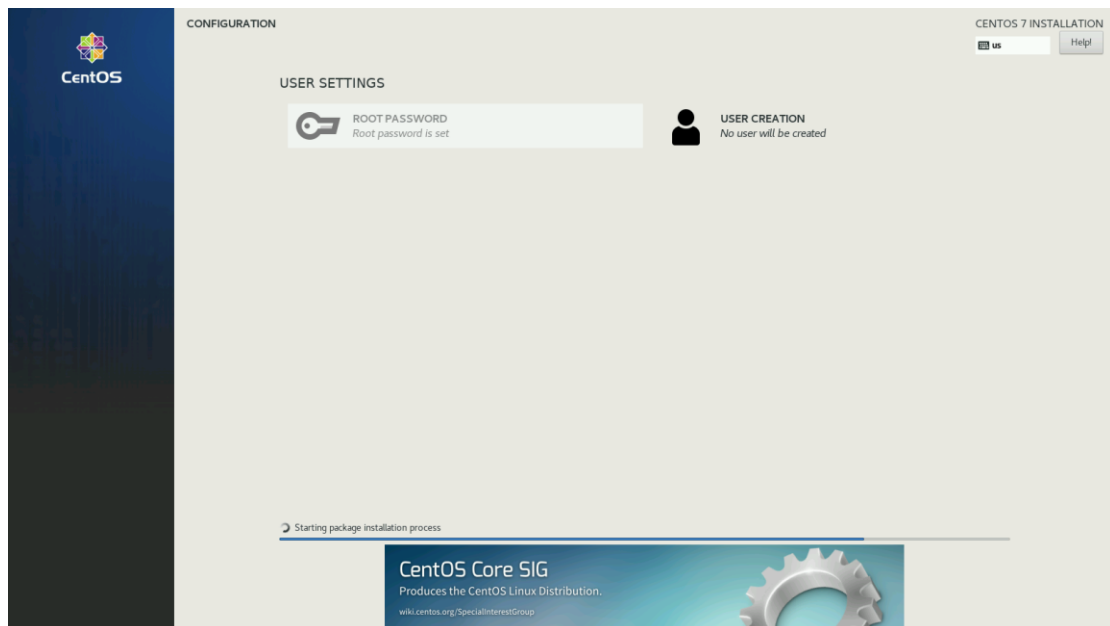 CentOS
CONFIGURATION
CENTOS 7 INSTALLATION
us
Help!
USER SETTINGS
ROOT PASSWORD
Root password is set
USER CREATION
No user will be created
Starting package installation process
CentOS Core SIG
Produces the CentOS Linux Distribution.
wiki.centos.org/SpecialInterestGroup